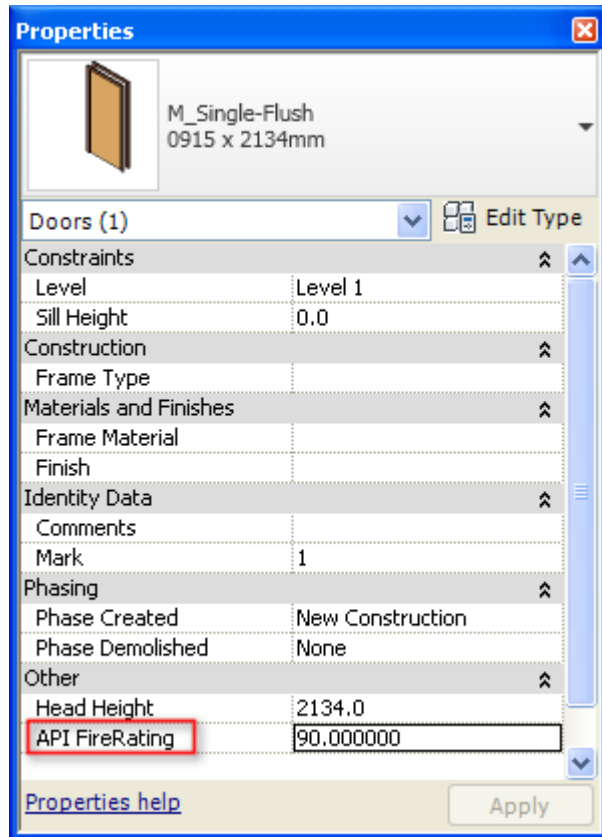 Properties
M_Single-Flush
0915 x 2134mm
Doors (1) Edit Type
Constraints
Level Level 1
Sill Height 0.0
Construction
Frame Type
Materials and Finishes
Frame Material
Finish
Identity Data
Comments
Mark 1
Phasing
Phase Created New Construction
Phase Demolished None
Other
Head Height 2134.0
API FireRating 90.000000
Properties help Apply